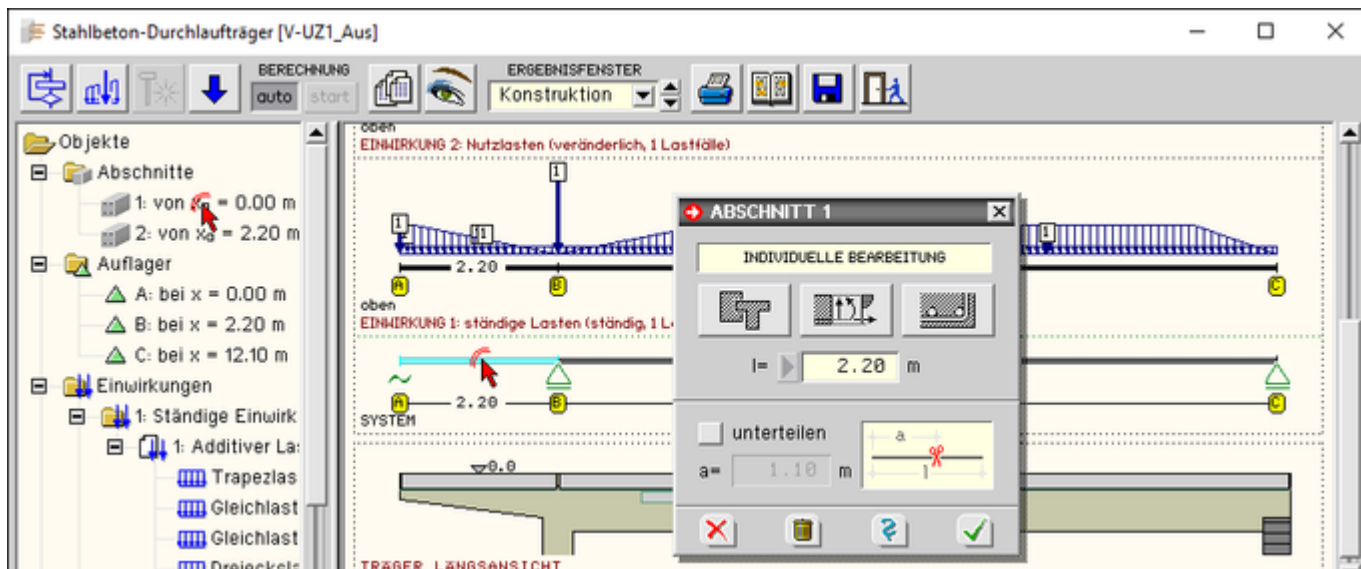 Stahlbeton-Durchlaufträger [V-UZ1_Aus]
BERECHNUNG
auto start
ERGEBNISFENSTER
Konstruktion
Objekte
Abschnitte
1: von = 0.00 m
2: von xa = 2.20 m
Auflager
A: bei x = 0.00 m
B: bei x = 2.20 m
C: bei x = 12.10 m
Einwirkungen
1: Ständige Einwirk
1: Additiver La
Trapezlas
Gleichlast
Gleichlast
Dreiecksla
oben
EINWIRKUNG 2: Nutzlasten (veränderlich, 1 Lastfälle)
1
1 1 1
2.20
A B C
oben
EINWIRKUNG 1: ständige Lasten (ständig, 1 L
2.20
A B C
SYSTEM
0.0
TRÄGER LÄNGSANSICHT
ABSCHNITT 1
INDIVIDUELLE BEARBEITUNG
l= 2.20 m
unterteilen
a= 1.10 m
a
l